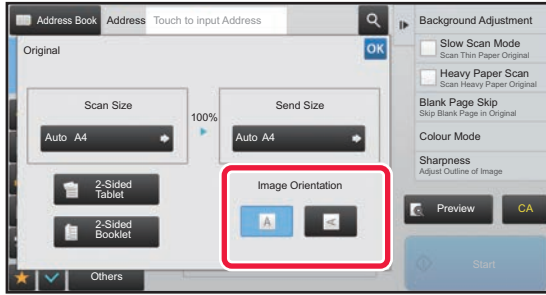 Address Book
Address
Touch to input Address
Original
OK
Scan Size
Auto A4
100%
Send Size
Auto A4
2-Sided
Tablet
2-Sided
Booklet
Image Orientation
A
A
Others
Background Adjustment
Slow Scan Mode
Scan Thin Paper Original
Heavy Paper Scan
Scan Heavy Paper Original
Blank Page Skip
Skip Blank Page in Original
Colour Mode
Sharpness
Adjust Outline of Image
Preview
CA
Start